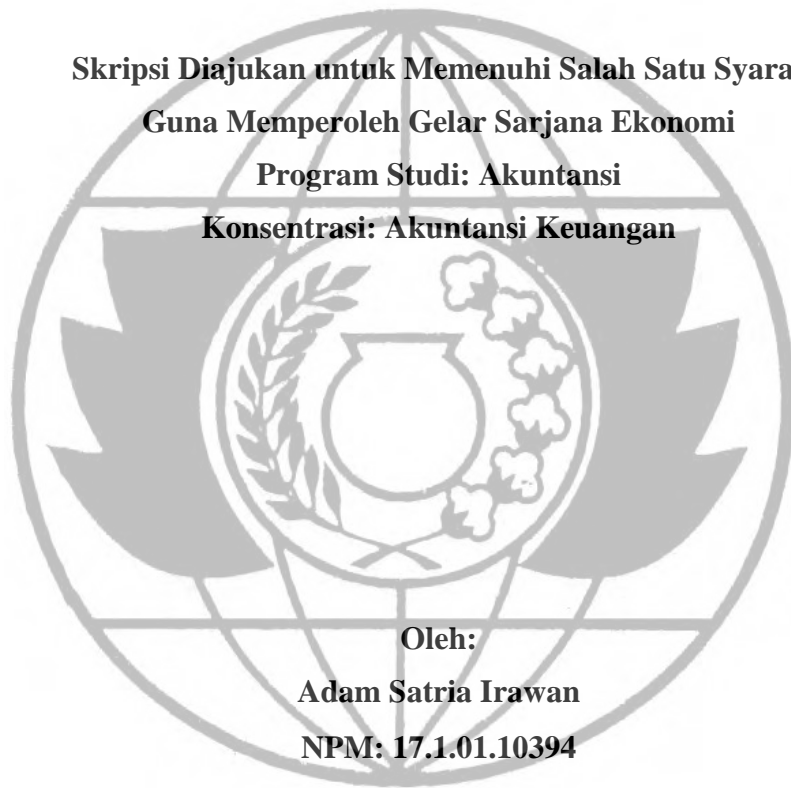 Skripsi Diajukan untuk Memenuhi Salah Satu Syara
Guna Memperoleh Gelar Sarjana Ekonomi
Program Studi: Akuntansi
Konsentrasi: Akuntansi Keuangan
Oleh:
Adam Satria Irawan
NPM: 17.1.01.10394